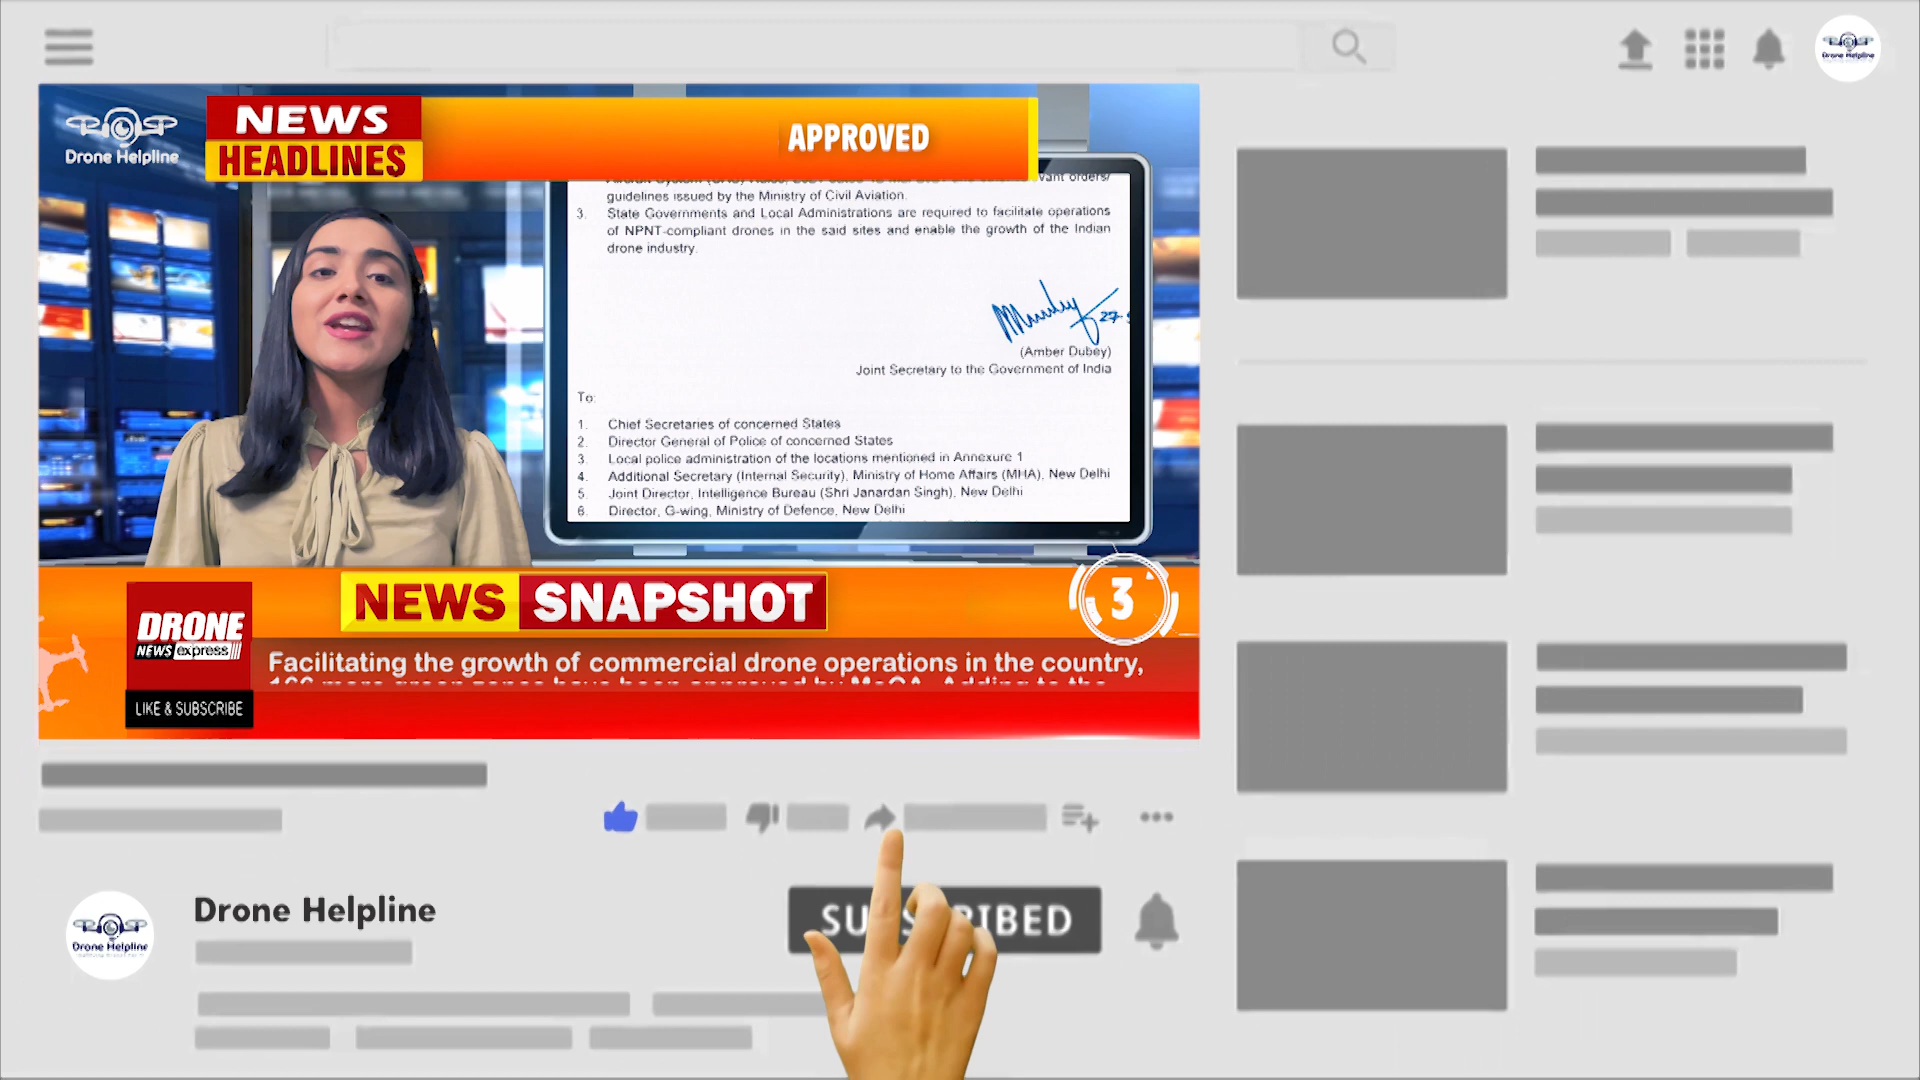 Drone Helpline
Drone Helpline
NEWS
HEADLINES
APPROVED
guidelines issued by the Ministry of Civil Aviation.
3. State Governments and Local Administrations are required to facilitate operations
of NPNT-compliant drones in the said sites and enable the growth of the Indian
drone industry.
27
(Amber Dubey)
Joint Secretary to the Government of India
To:
1. Chief Secretaries of concerned States
2. Director General of Police of concerned States
3. Local police administration of the locations mentioned in Annexure 1
4. Additional Secretary (Internal Security), Ministry of Home Affairs (MHA), New Delhi
5. Joint Director, Intelligence Bureau (Shri Janardan Singh), New Delhi
6. Director, G-wing, Ministry of Defence, New Delhi
NEWS SNAPSHOT
3
DRONE
NEWS express
LIKE & SUBSCRIBE
Facilitating the growth of commercial drone operations in the country,
Drone Helpline
Drone Helpline
SUBSCRIBED